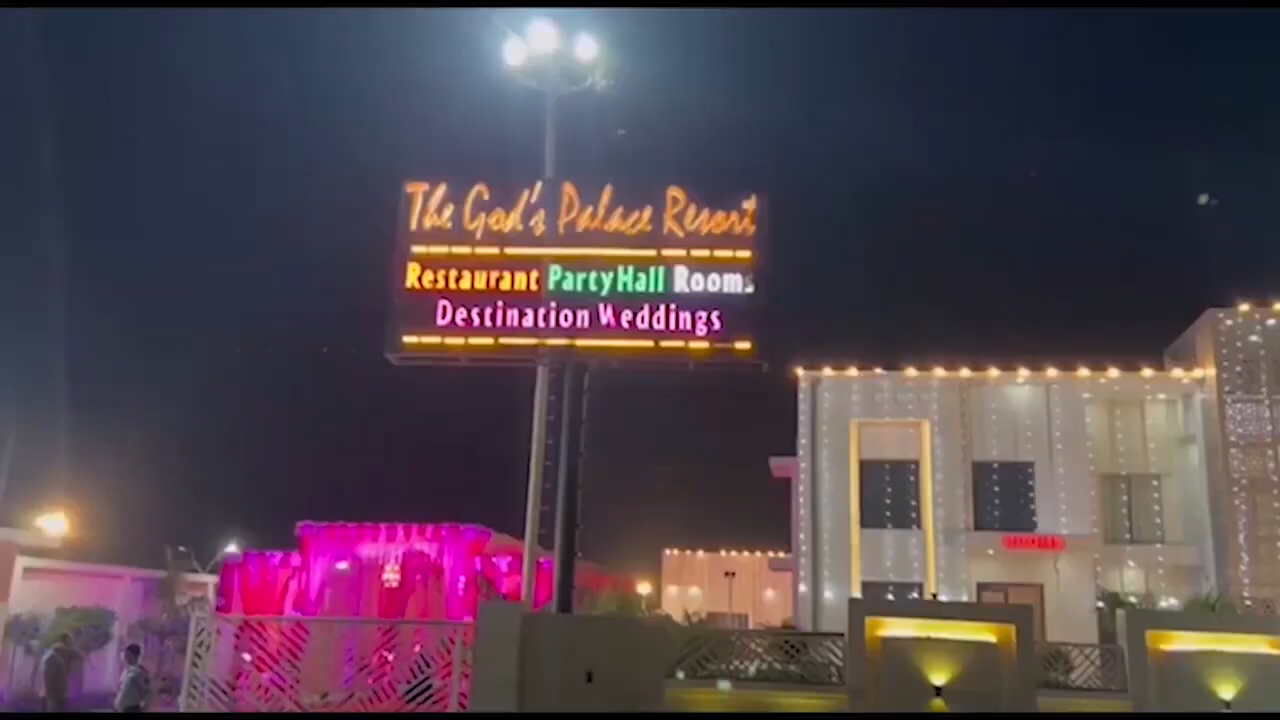 The God's Palace Resort
Restaurant PartyHall Rooms
Destination Weddings